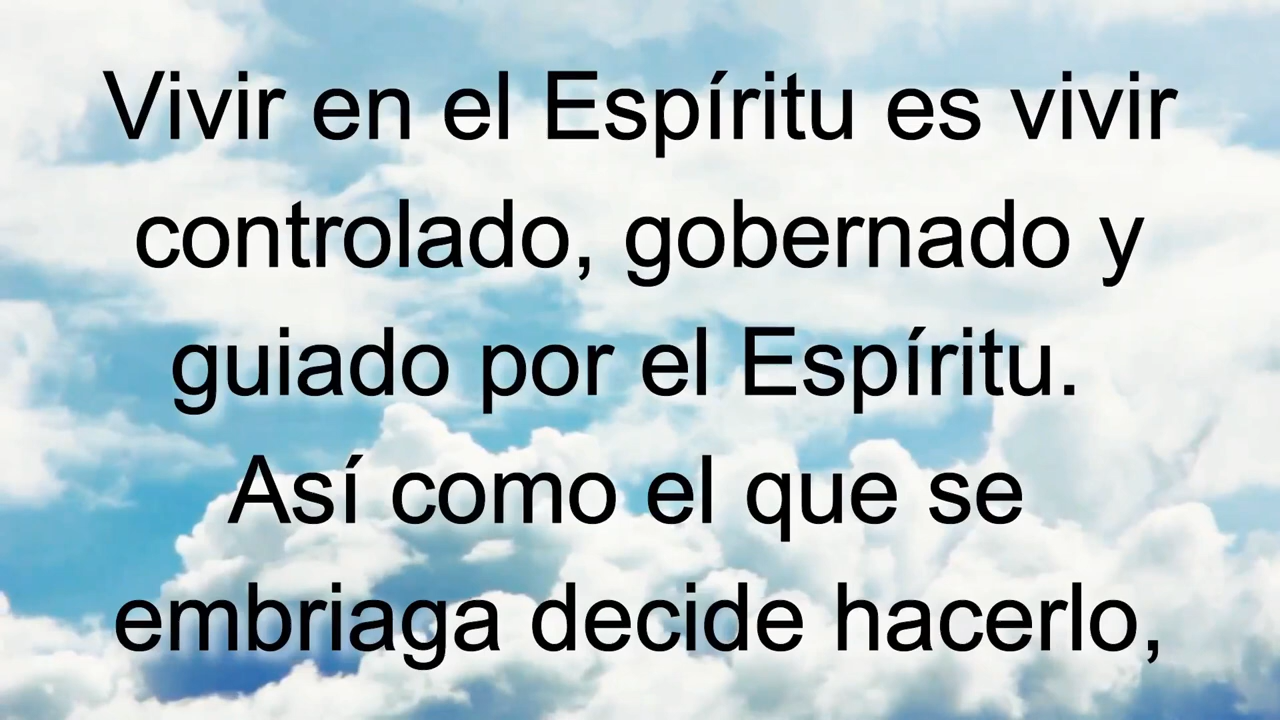 Vivir en el Espíritu es vivir
controlado, gobernado y
guiado por el Espíritu.
Así como el que se
embriaga decide hacerlo,